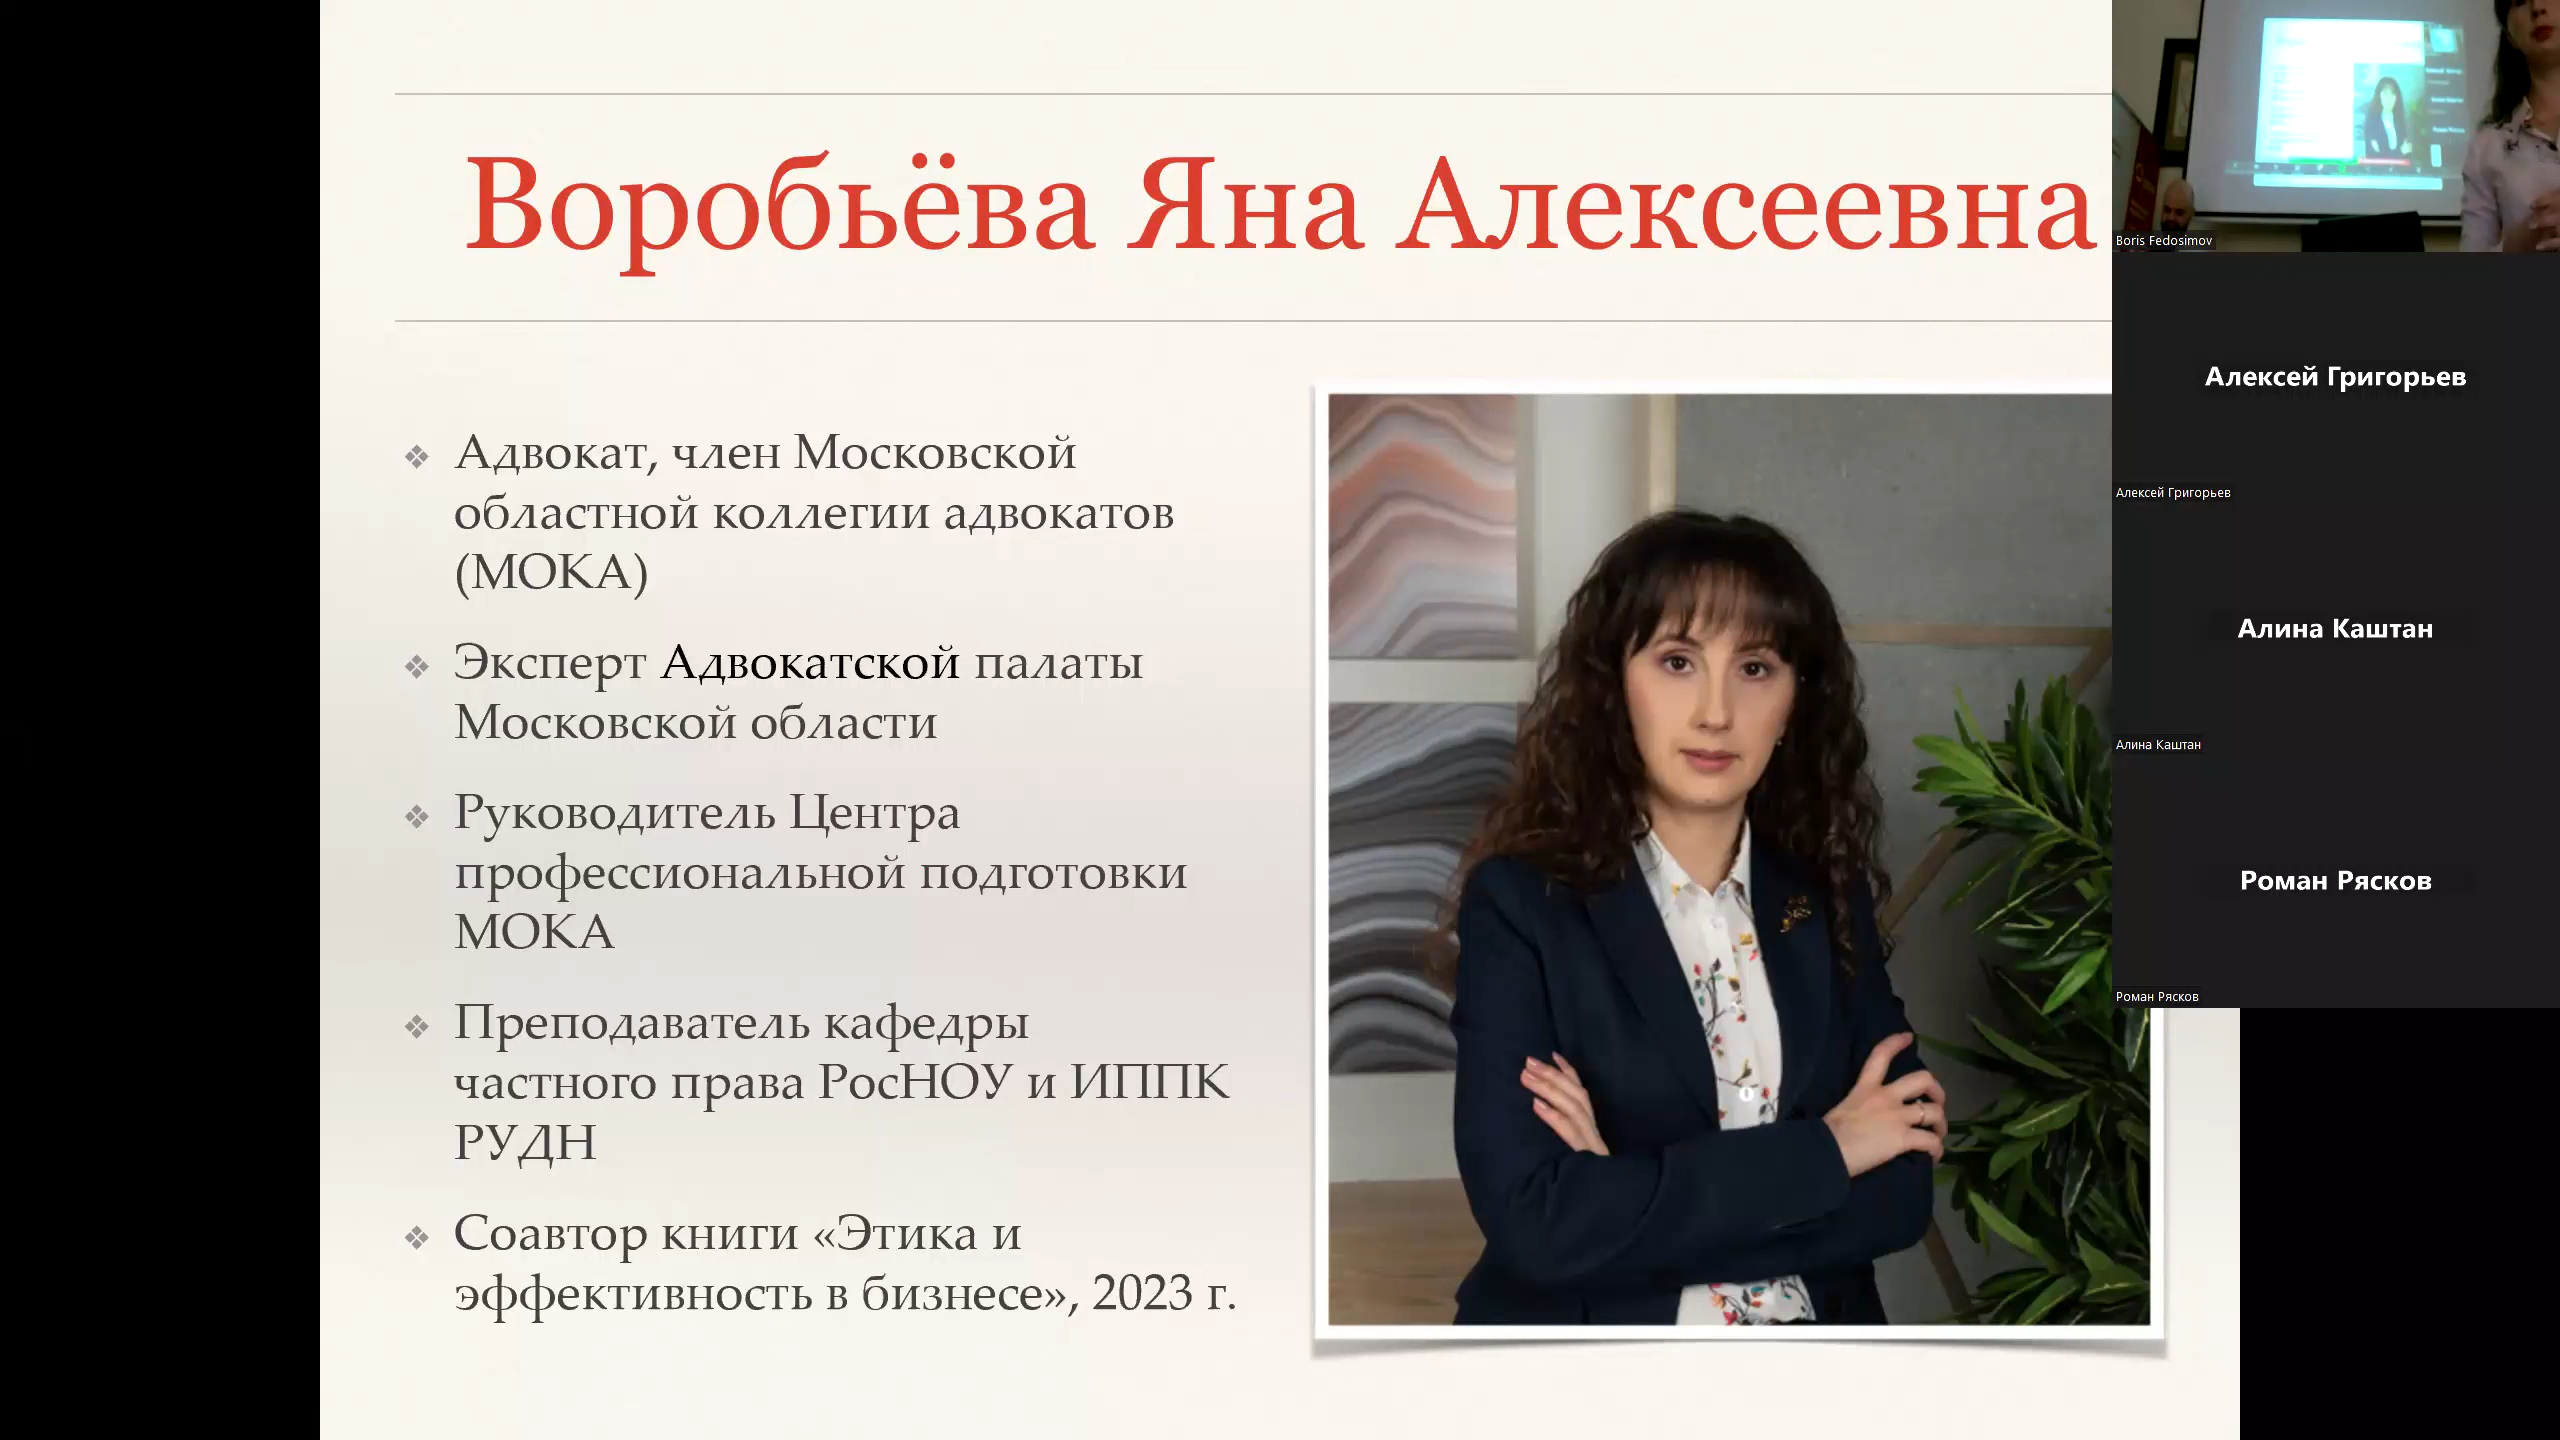 Воробьёва Яна Алексеевна
Адвокат, член Московской
областной коллегии адвокатов
(МОКА)
Эксперт Адвокатской палаты
Московской области
Руководитель Центра
профессиональной подготовки
МОКА
Преподаватель кафедры
частного права РосНОУ и ИППК
РУДН
Соавтор книги «Этика и
эффективность в бизнесе», 2023 г.
Boris Fedosimov
Алексей Григорьев
Алексей Григорьев
Алина Каштан
Алина Каштан
Роман Рясков
Роман Рясков